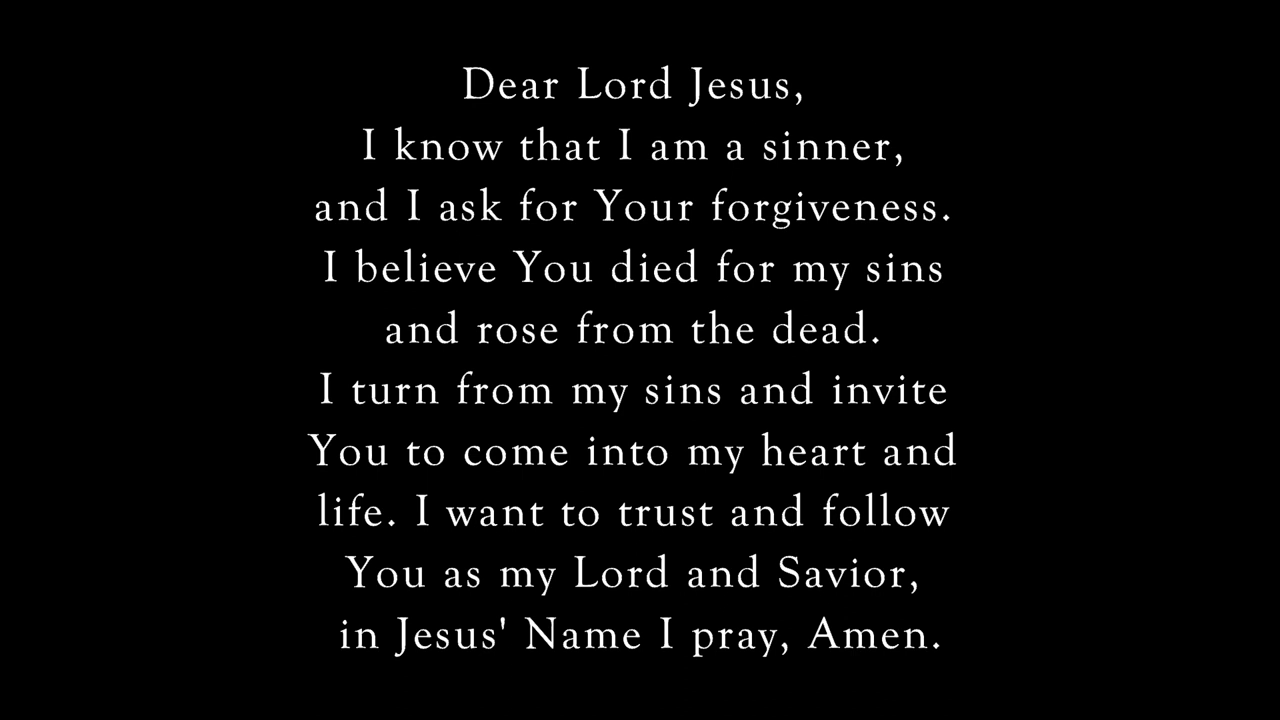 Dear Lord Jesus,
I know that I am a sinner,
and I ask for Your forgiveness.
I believe You died for my sins
and rose from the dead.
I turn from my sins and invite
You to come into my heart and
life. I want to trust and follow
You as my Lord and Savior,
in Jesus' Name I pray, Amen.